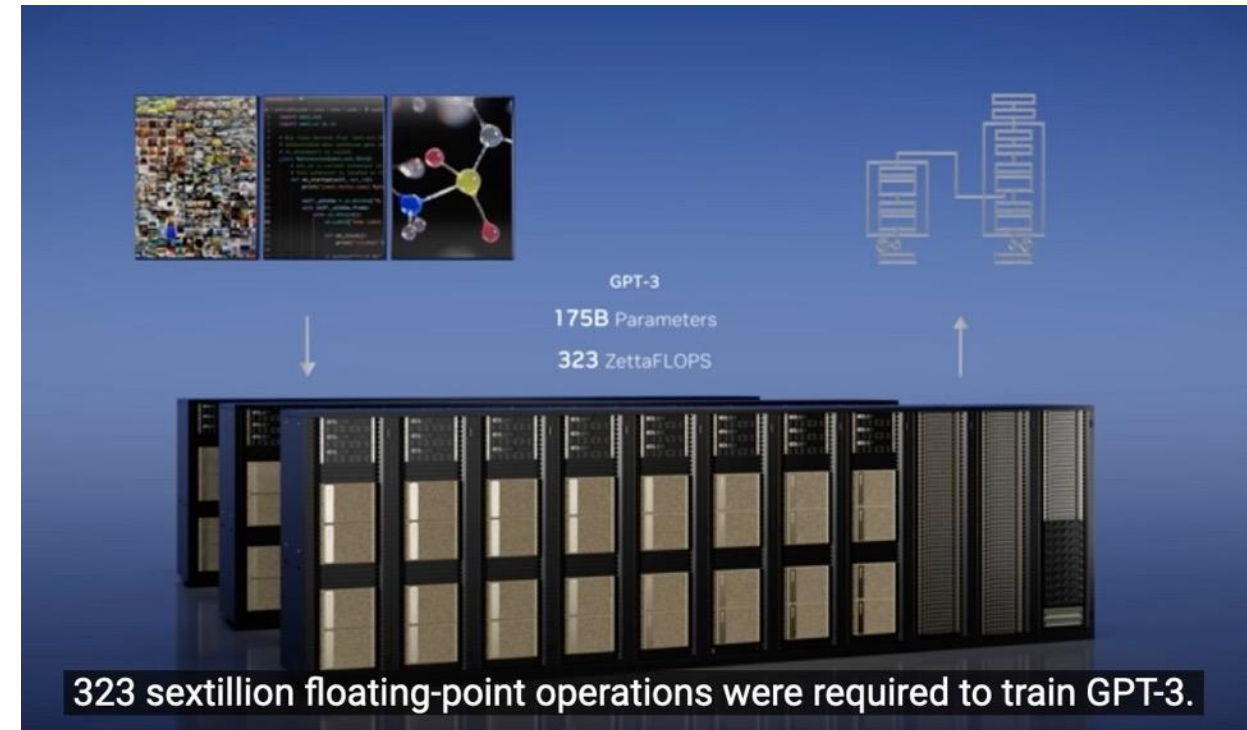 GPT-3
175B Parameters
323 ZettaFLOPS
323 sextillion floating-point operations were required to train GPT-3.